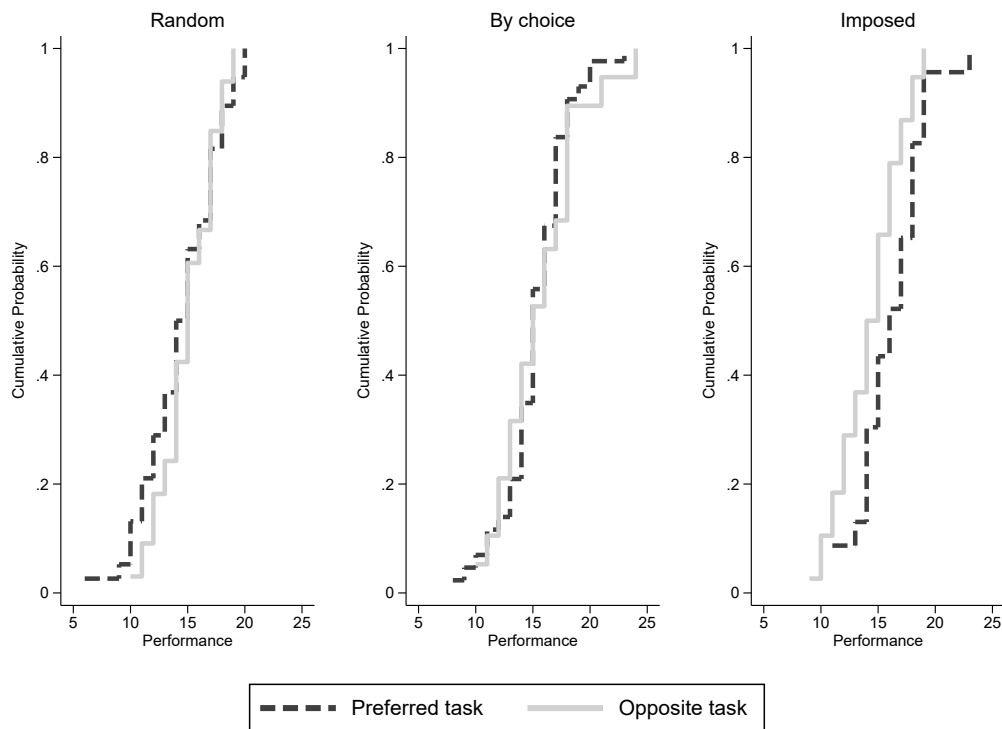 Random
1
.8
.6
.4
.2
0
Cumulative Probability
5 10 15 20 25
Performance
By choice
1
.8
.6
.4
.2
0
Cumulative Probability
5 10 15 20 25
Performance
Imposed
1
.8
.6
.4
.2
0
Cumulative Probability
5 10 15 20 25
Performance
Preferred task Opposite task